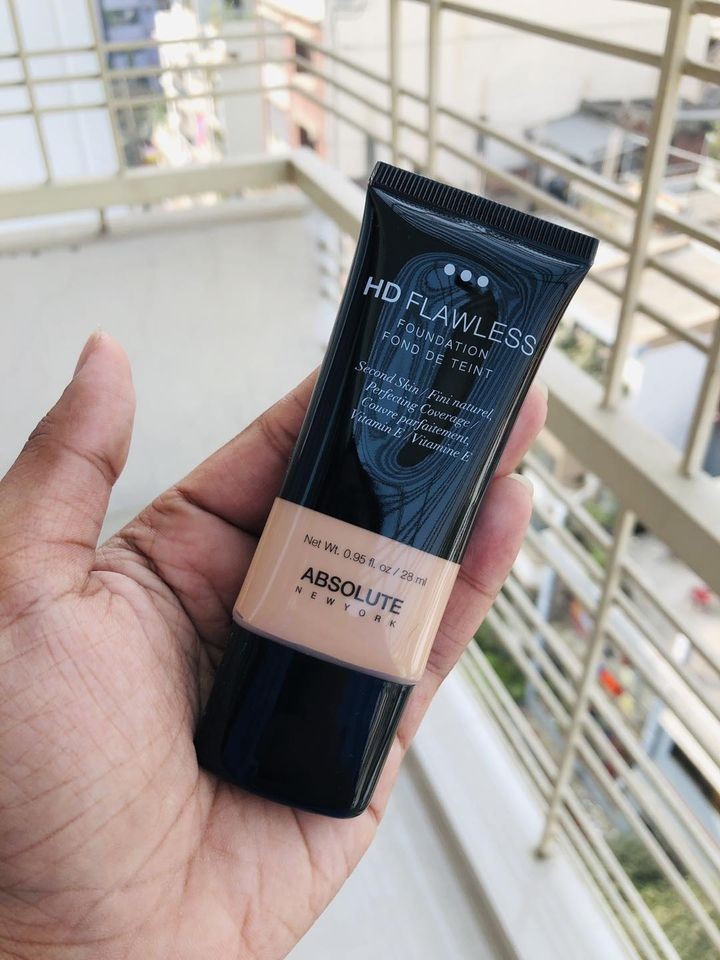 HD FLAWLESS
FOUNDATION
FOND DE TEINT
Second Skin / Fini naturel,
Perfecting Coverage /
Couvre parfaitement,
Vitamin E / Vitamine E
Net Wt. 0.95 fl. oz / 28 ml
ABSOLUTE
NEW YORK